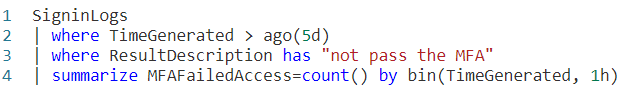 1 SigninLogs
2 | where TimeGenerated > ago(5d)
3 | where ResultDescription has "not pass the MFA"
4 | summarize MFAFailedAccess=count() by bin(TimeGenerated, 1h)